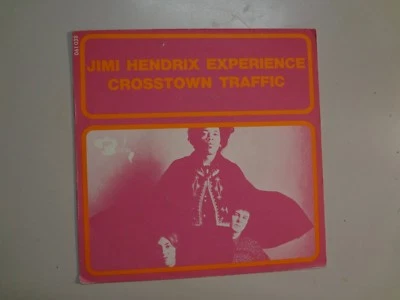 JIMI HENDRIX EXPERIENCE
CROSSTOWN TRAFFIC